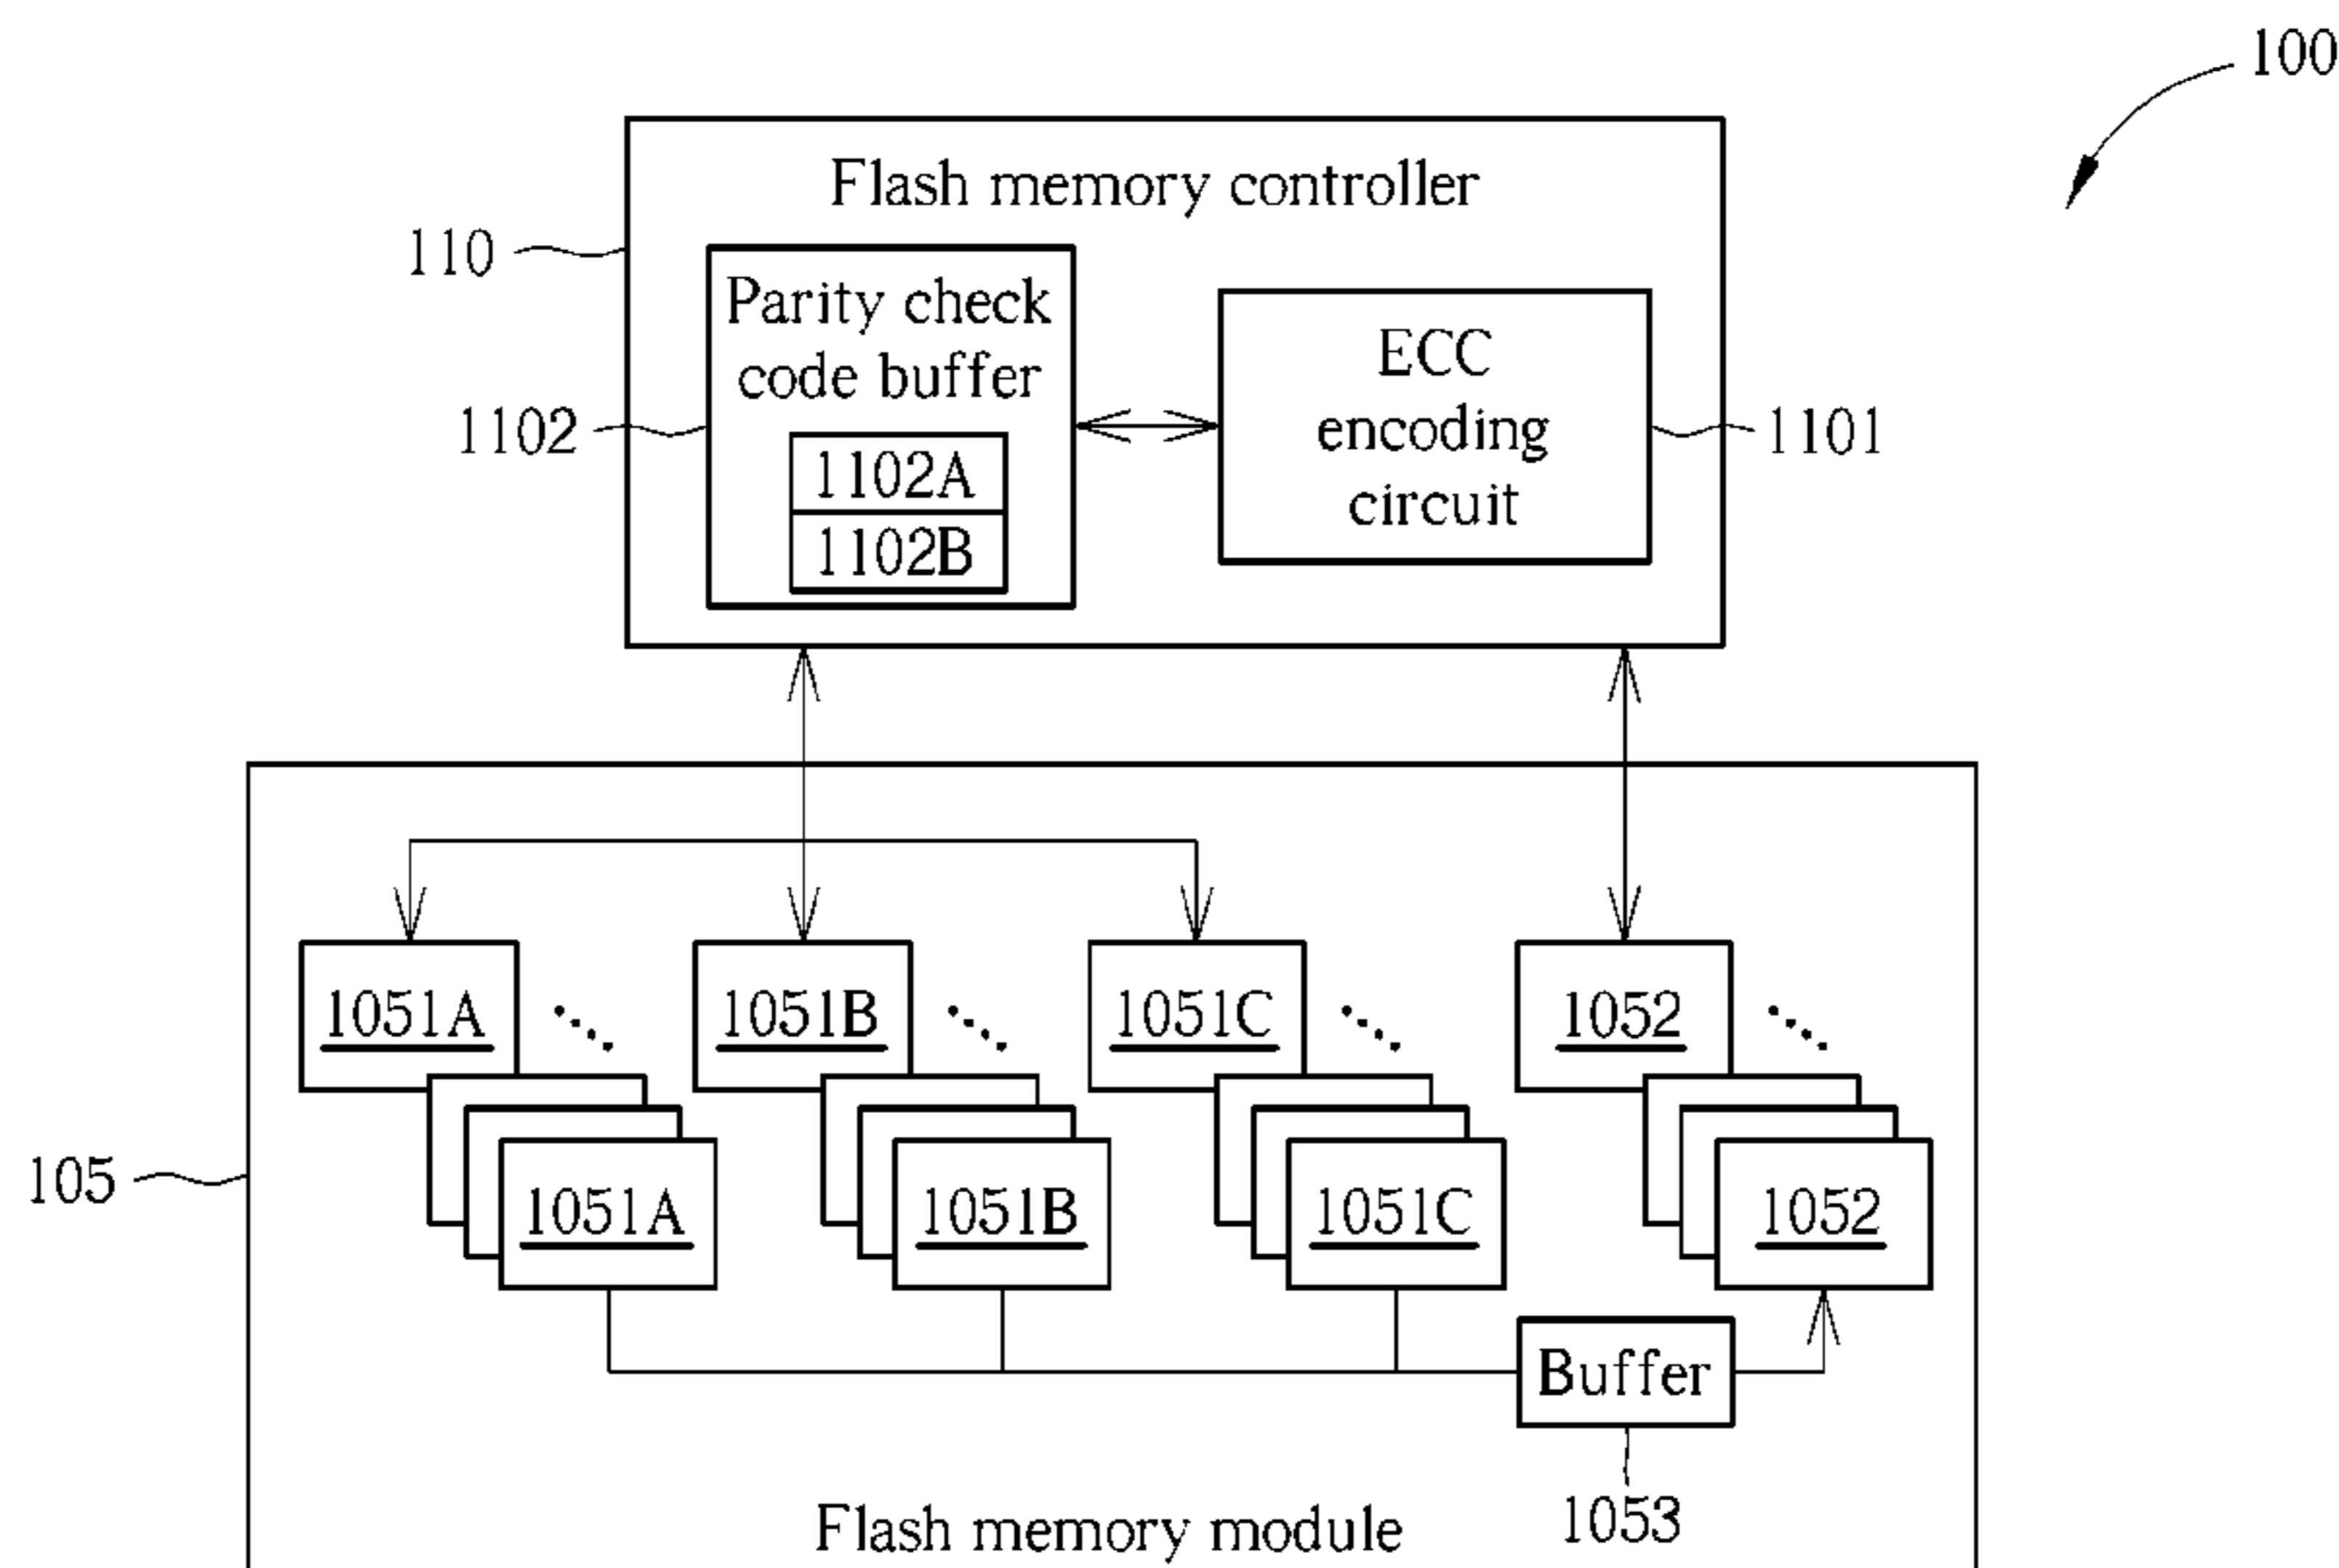 100
Flash memory controller
110
Parity check
code buffer
1102
1102A
1102B
ECC
encoding
circuit
1101
1051A
1051B
1051C
1052
105
1051A
1051B
1051C
1052
Buffer
1053
Flash memory module